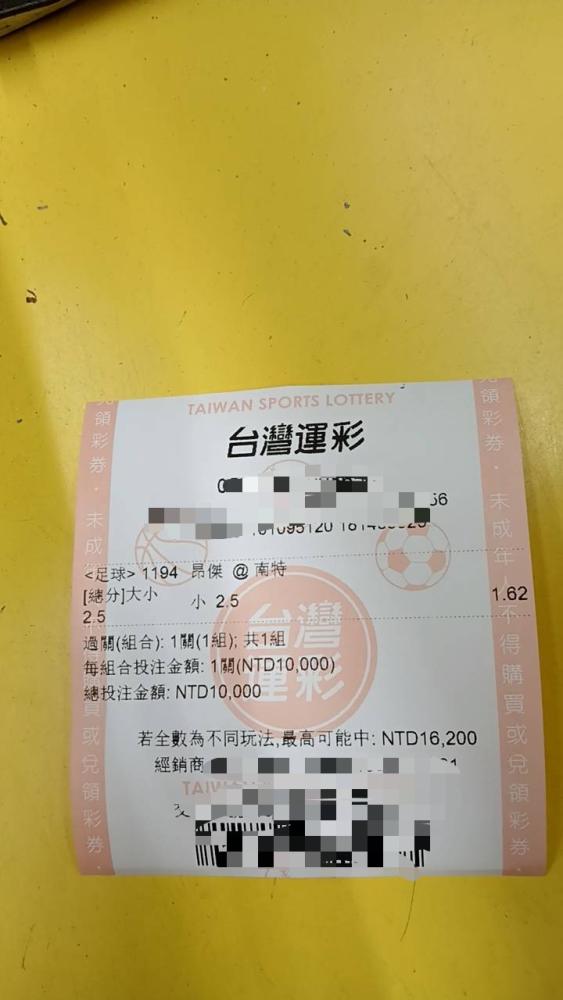 TAIWAN SPORTS LOTTERY
台灣運彩
<足球> 1194 昂傑 @ 南特
[總分]大小 小 2.5 1.62
2.5
過關(組合): 1關(1組); 共1組
每組合投注金額: 1關(NTD10,000)
總投注金額: NTD10,000
台灣運彩
若全數為不同玩法,最高可能中: NTD16,200
經銷商
兌領彩券‧未成年人不得購買或兌領彩券‧